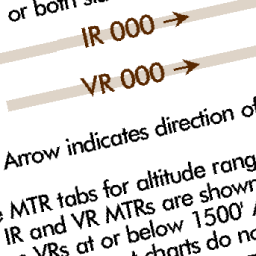 or both
IR 000 →
VR 000 →
Arrow indicates direction of
MTR tabs for altitude rang
IR and VR MTRs are shown
VRs at or below 1500'
charts do no